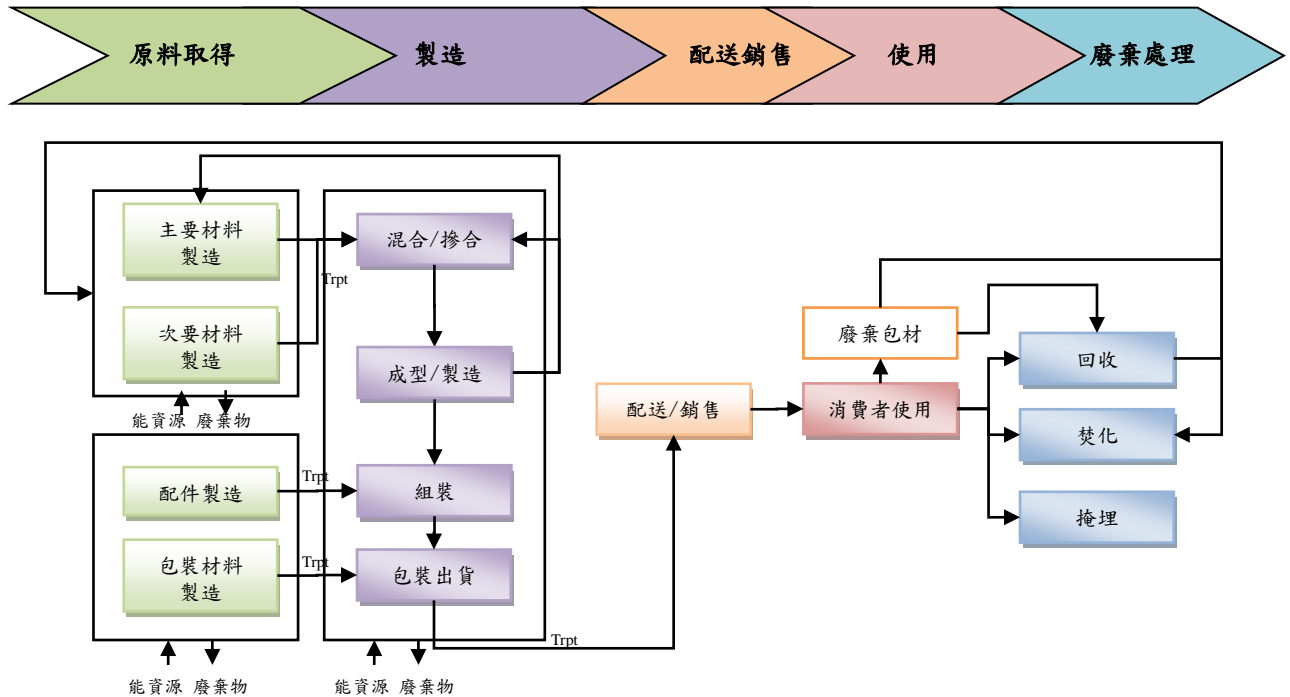 原料取得
製造
配送銷售
使用
廢棄處理
主要材料
製造
混合/摻合
Trpt
次要材料
製造
成型/製造
廢棄包材
回收
能資源 廢棄物
配送/銷售
消費者使用
焚化
配件製造
Trpt
組裝
掩埋
包裝材料
製造
Trpt
包裝出貨
Trpt
能資源 廢棄物
能資源 廢棄物